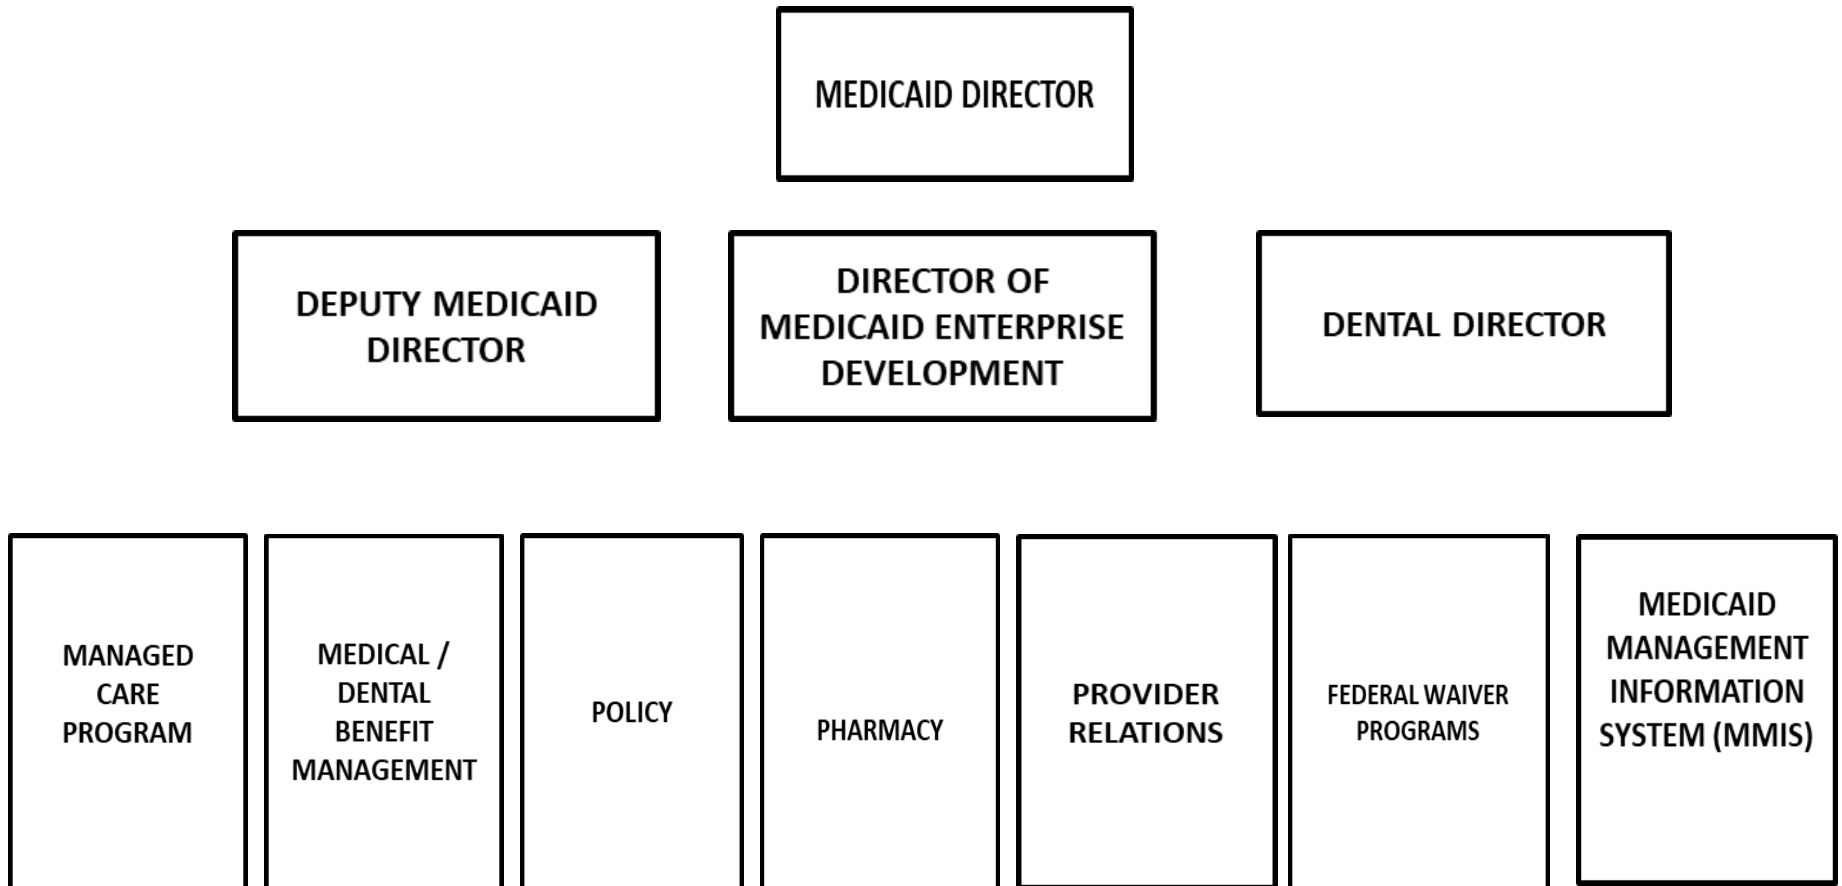 MEDICAID DIRECTOR
DEPUTY MEDICAID
DIRECTOR
DIRECTOR OF
MEDICAID ENTERPRISE
DEVELOPMENT
DENTAL DIRECTOR
MANAGED
CARE
PROGRAM
MEDICAL /
DENTAL
BENEFIT
MANAGEMENT
POLICY
PHARMACY
PROVIDER
RELATIONS
FEDERAL WAIVER
PROGRAMS
MEDICAID
MANAGEMENT
INFORMATION
SYSTEM (MMIS)